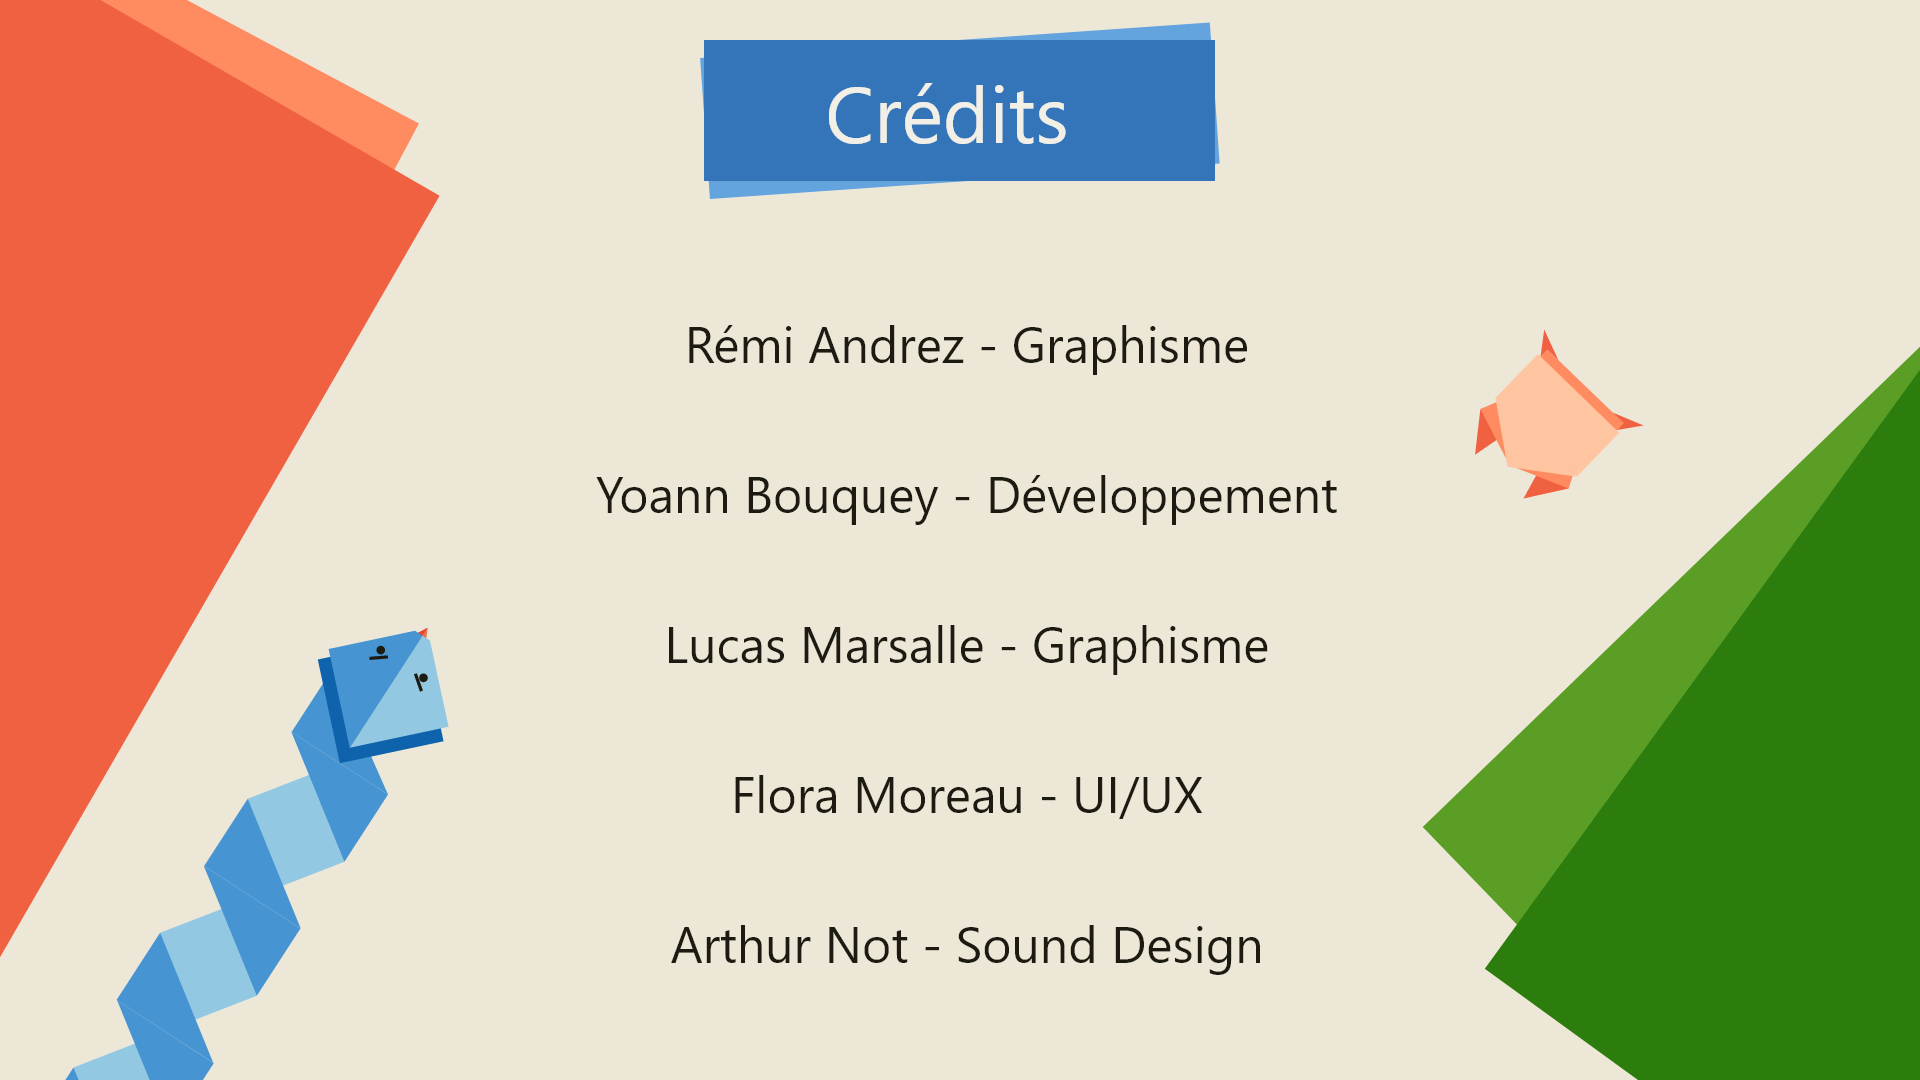 Crédits
Rémi Andrez - Graphisme
Yoann Bouquey - Développement
Lucas Marsalle - Graphisme
Flora Moreau - UI/UX
Arthur Not - Sound Design